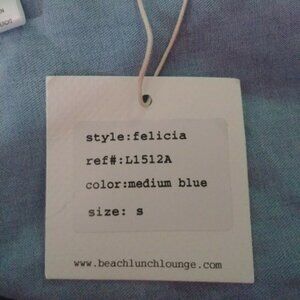 style:felicia
ref#:L1512A
color:medium blue
size: s
www.beachlunchlounge.com